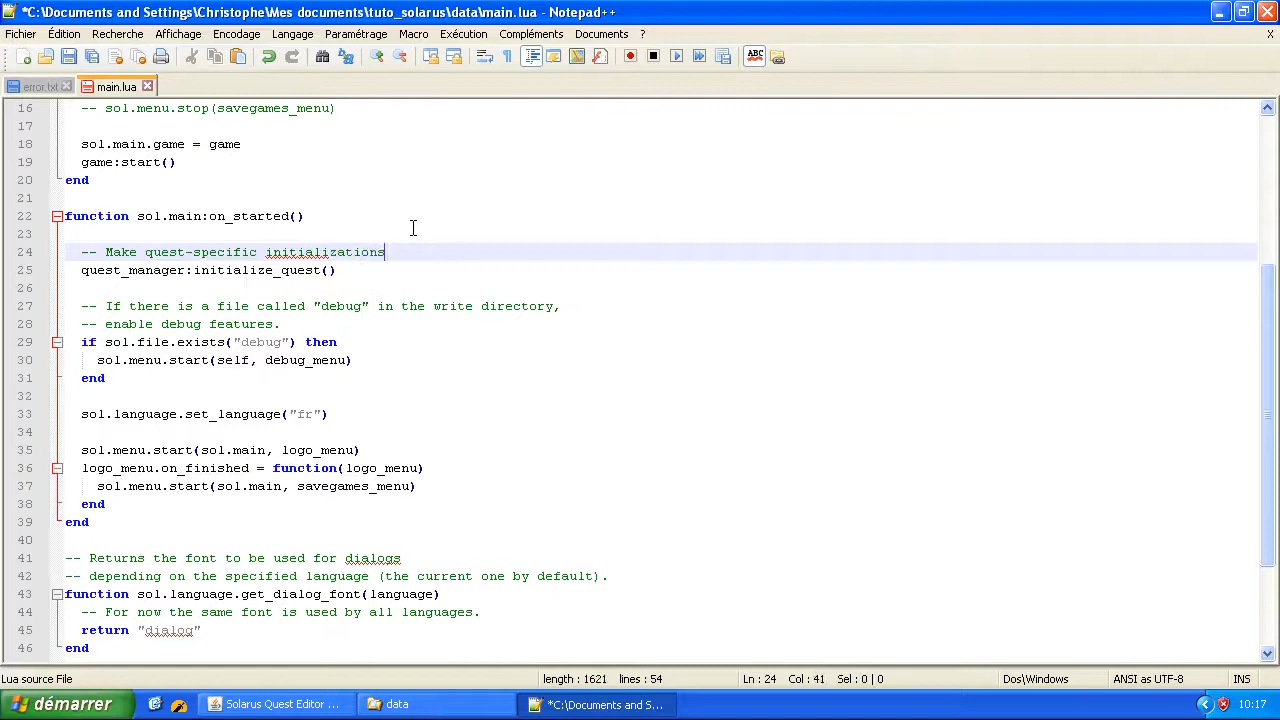 *C:\Documents and Settings\Christophe\Mes documents\tuto_solarus\data\main.lua - Notepad++
Fichier Édition Recherche Affichage Encodage Langage Paramétrage Macro Exécution Compléments Documents ? X
ABC
error.txt main.lua
16 -- sol.menu.stop(savegames_menu)
17
18 sol.main.game = game
19 game:start()
20 end
21
22 function sol.main:on_started()
23
24 -- Make quest-specific initializations
25 quest_manager:initialize_quest()
26
27 -- If there is a file called "debug" in the write directory,
28 -- enable debug features.
29 if sol.file.exists("debug") then
30 sol.menu.start(self, debug_menu)
31 end
32
33 sol.language.set_language("fr")
34
35 sol.menu.start(sol.main, logo_menu)
36 logo_menu.on_finished = function(logo_menu)
37 sol.menu.start(sol.main, savegames_menu)
38 end
39 end
40
41 -- Returns the font to be used for dialogs
42 -- depending on the specified language (the current one by default).
43 function sol.language.get_dialog_font(language)
44 -- For now the same font is used by all languages.
45 return "dialog"
46 end
Lua source File length : 1621 lines : 54 Ln : 24 Col : 41 Sel : 0 | 0 Dos\Windows ANSI as UTF-8 INS
démarrer Solarus Quest Editor ... data *C:\Documents and S... 10:17